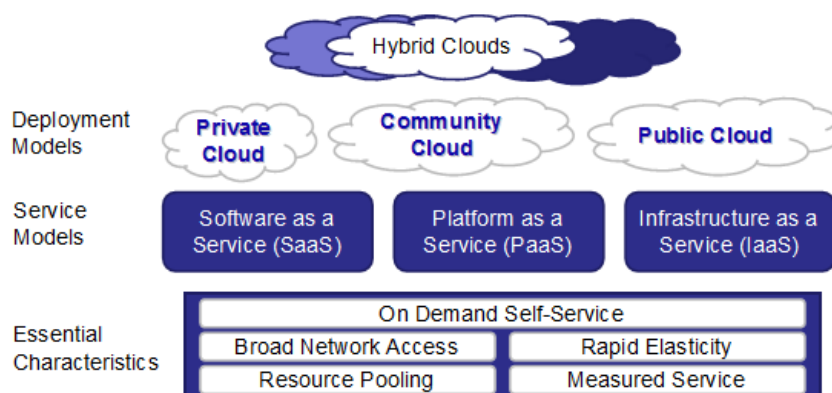 Hybrid Clouds
Deployment
Models
Private
Cloud
Community
Cloud
Public Cloud
Service
Models
Software as a
Service (SaaS)
Platform as a
Service (PaaS)
Infrastructure as a
Service (IaaS)
Essential
Characteristics
On Demand Self-Service
Broad Network Access
Rapid Elasticity
Resource Pooling
Measured Service